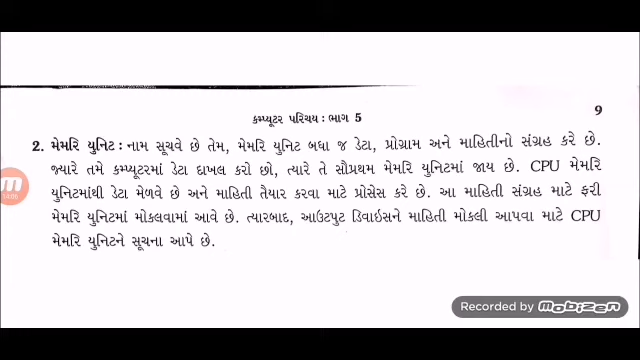 કમ્પ્યૂટર પરિચય: ભાગ 5
9
2. મેમરિ યુનિટ: નામ સૂચવે છે તેમ, મેમરિ યુનિટ બધા જ ડેટા, પ્રોગ્રામ અને માહિતીનો સંગ્રહ કરે છે.
જ્યારે તમે કમ્પ્યૂટરમાં ડેટા દાખલ કરો છો, ત્યારે તે સૌપ્રથમ મેમરિ યુનિટમાં જાય છે. CPU મેમરિ
યુનિટમાંથી ડેટા મેળવે છે અને માહિતી તૈયાર કરવા માટે પ્રોસેસ કરે છે. આ માહિતી સંગ્રહ માટે ફરી
મેમરિ યુનિટમાં મોકલવામાં આવે છે. ત્યારબાદ, આઉટપુટ ડિવાઇસને માહિતી મોકલી આપવા માટે CPU
મેમરિ યુનિટને સૂચના આપે છે.
Recorded by mobizen